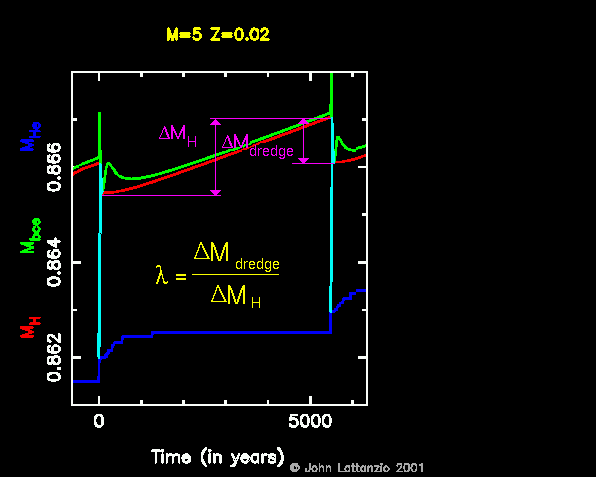 M=5 Z=0.02
M_He
M_bce
M_H
0.866
0.864
0.862
ΔM_H
ΔM_dredge
λ = ΔM_dredge / ΔM_H
0 5000
Time (in years)
© John Lattanzio 2001